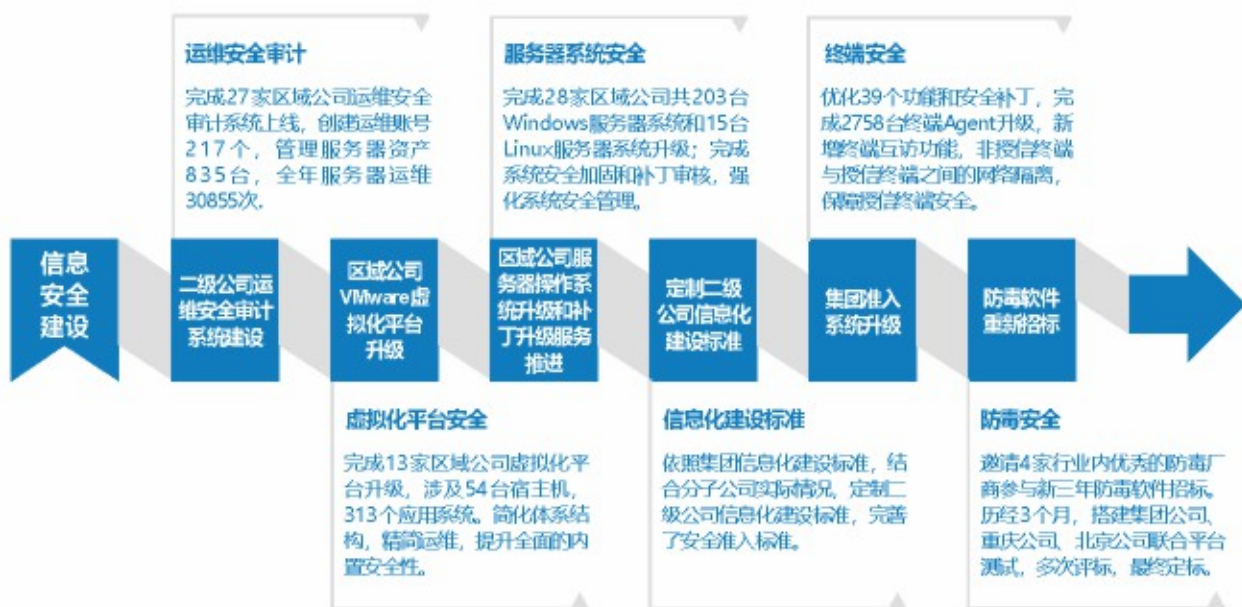 运维安全审计
完成27家区域公司运维安全
审计系统上线，创建运维账号
217个，管理服务器资产
835台，全年服务器运维
30855次.
服务器系统安全
完成28家区域公司共203台
Windows服务器系统和15台
Linux服务器系统升级；完成
系统安全加固和补丁审核，强
化系统安全管理。
终端安全
优化39个功能和安全补丁，完
成2758台终端Agent升级，新
增终端互访功能，非授信终端
与授信终端之间的网络隔离，
保障授信终端安全。
信息
安全
建设
二级公司运
维安全审计
系统建设
区域公司
VMware虚
拟化平台
升级
区域公司服
务器操作系
统升级和补
丁升级服务
推进
定制二级
公司信息化
建设标准
集团准入
系统升级
防毒软件
重新招标
虚拟化平台安全
完成13家区域公司虚拟化平
台升级，涉及54台宿主机，
313个应用系统。简化体系结
构，精简运维，提升全面的内
置安全性。
信息化建设标准
依照集团信息化建设标准，结
合分子公司实际情况，定制二
级公司信息化建设标准，完善
了安全准入标准。
防毒安全
邀请4家行业内优秀的防毒厂
商参与新三年防毒软件招标。
历经3个月，搭建集团公司、
重庆公司、北京公司联合平台
测试，多次评标，最终定标。